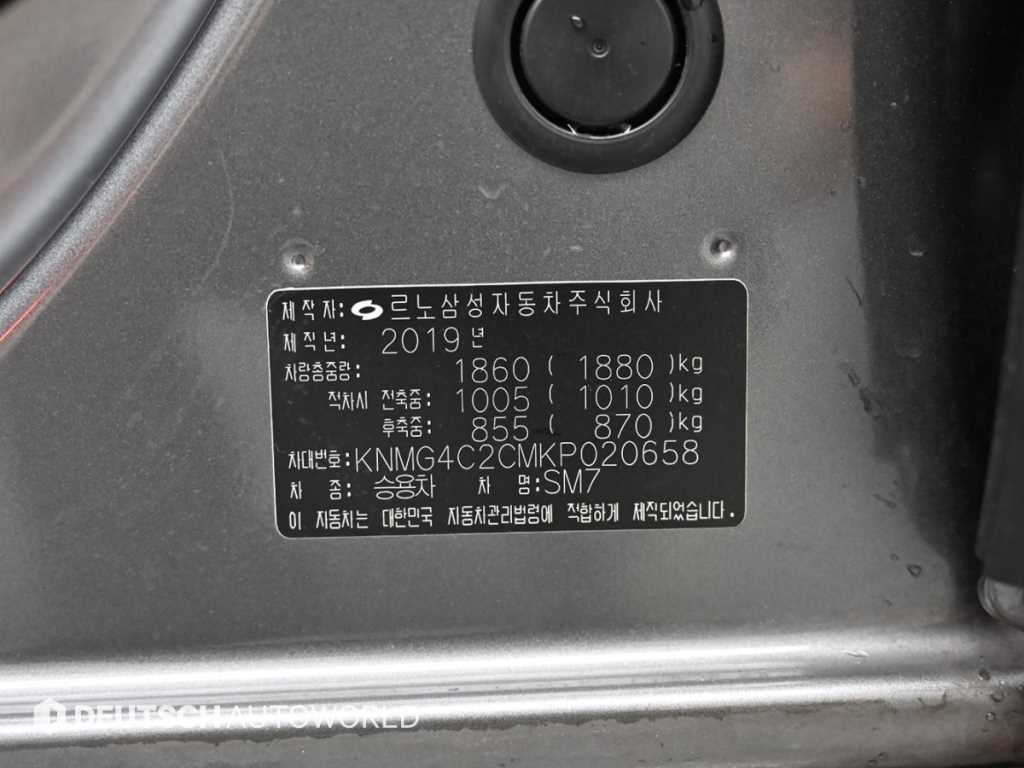 제 작 자: 르노삼성자동차주식회사
제 작 년: 2019년
차량총중량: 1860 ( 1880 )kg
적차시 전축중: 1005 ( 1010 )kg
후축중: 855 ( 870 )kg
차대번호: KNMG4C2CMKP020658
차 종: 승용차 차 명: SM7
이 자동차는 대한민국 자동차관리법령에 적합하게 제작되었습니다.
DEUTSCH AUTOWORLD